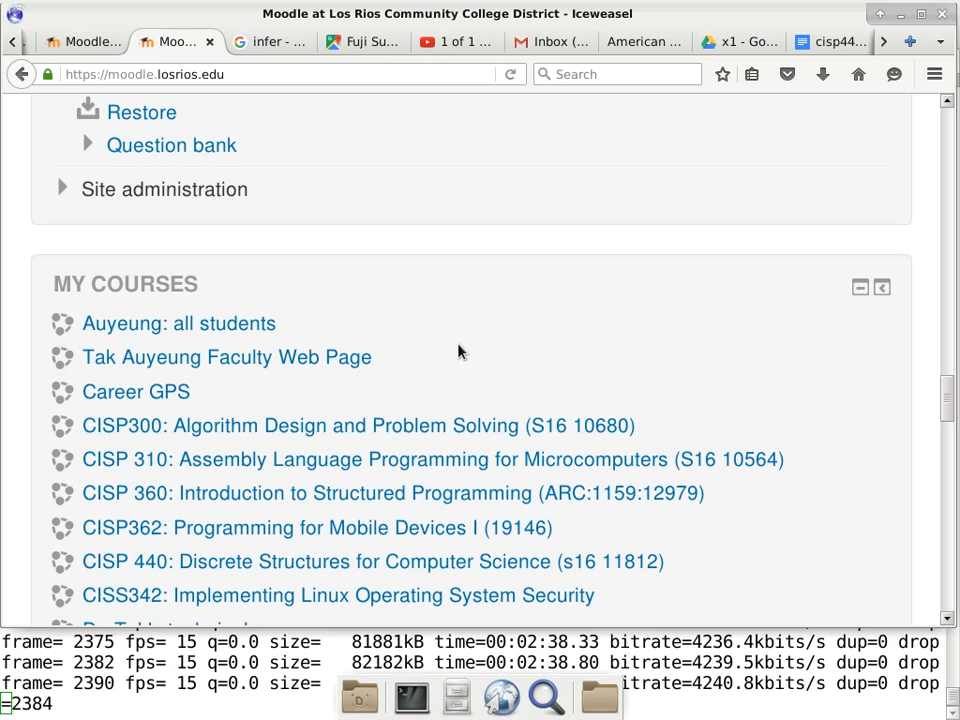 Moodle at Los Rios Community College District - Iceweasel
Moodle... Moo... infer - ... Fuji Su... 1 of 1 ... Inbox (... American ... x1 - Go... cisp44...
https://moodle.losrios.edu Search
Restore
Question bank
Site administration
MY COURSES
Auyeung: all students
Tak Auyeung Faculty Web Page
Career GPS
CISP300: Algorithm Design and Problem Solving (S16 10680)
CISP 310: Assembly Language Programming for Microcomputers (S16 10564)
CISP 360: Introduction to Structured Programming (ARC:1159:12979)
CISP362: Programming for Mobile Devices I (19146)
CISP 440: Discrete Structures for Computer Science (s16 11812)
CISS342: Implementing Linux Operating System Security
frame= 2375 fps= 15 q=0.0 size= 81881kB time=00:02:38.33 bitrate=4236.4kbits/s dup=0 drop
frame= 2382 fps= 15 q=0.0 size= 82182kB time=00:02:38.80 bitrate=4239.5kbits/s dup=0 drop
frame= 2390 fps= 15 q=0.0 size= itrate=4240.8kbits/s dup=0 drop
=2384